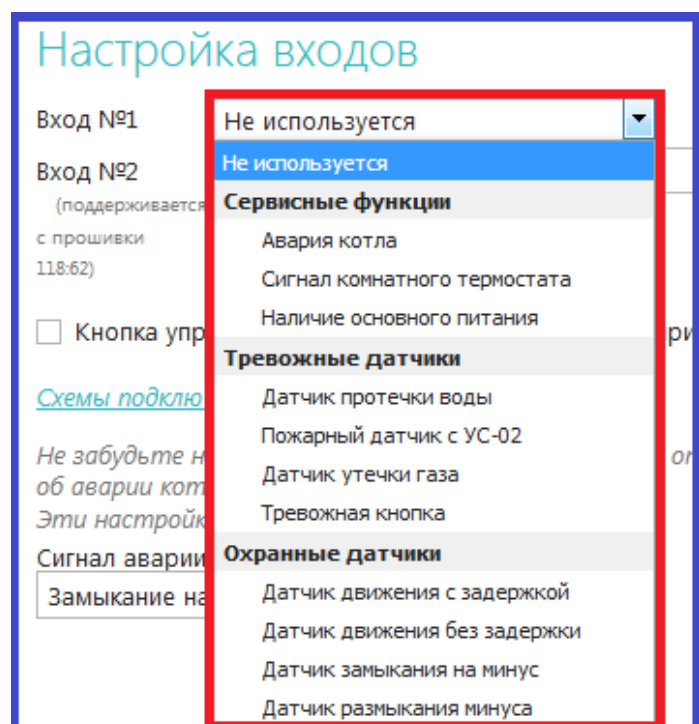 Настройка входов
Вход №1
Не используется
Вход №2
(поддерживается
с прошивки
118:62)
Не используется
Сервисные функции
Авария котла
Сигнал комнатного термостата
Наличие основного питания
Тревожные датчики
Датчик протечки воды
Пожарный датчик с УС-02
Датчик утечки газа
Тревожная кнопка
Охранные датчики
Датчик движения с задержкой
Датчик движения без задержки
Датчик замыкания на минус
Датчик размыкания минуса
Кнопка упр
ри
Схемы подклю
Не забудьте н
от
об аварии кот
Эти настройк
Сигнал аварии
Замыкание на